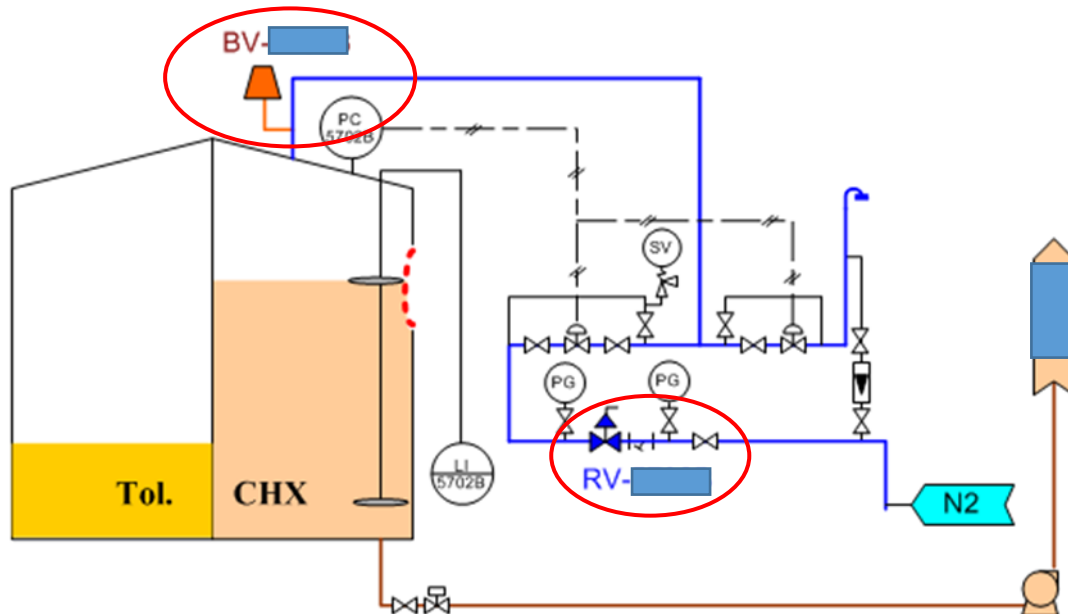 BV-
PC
5702B
SV
PG
PG
LI
5702B
Tol.
CHX
RV-
N2